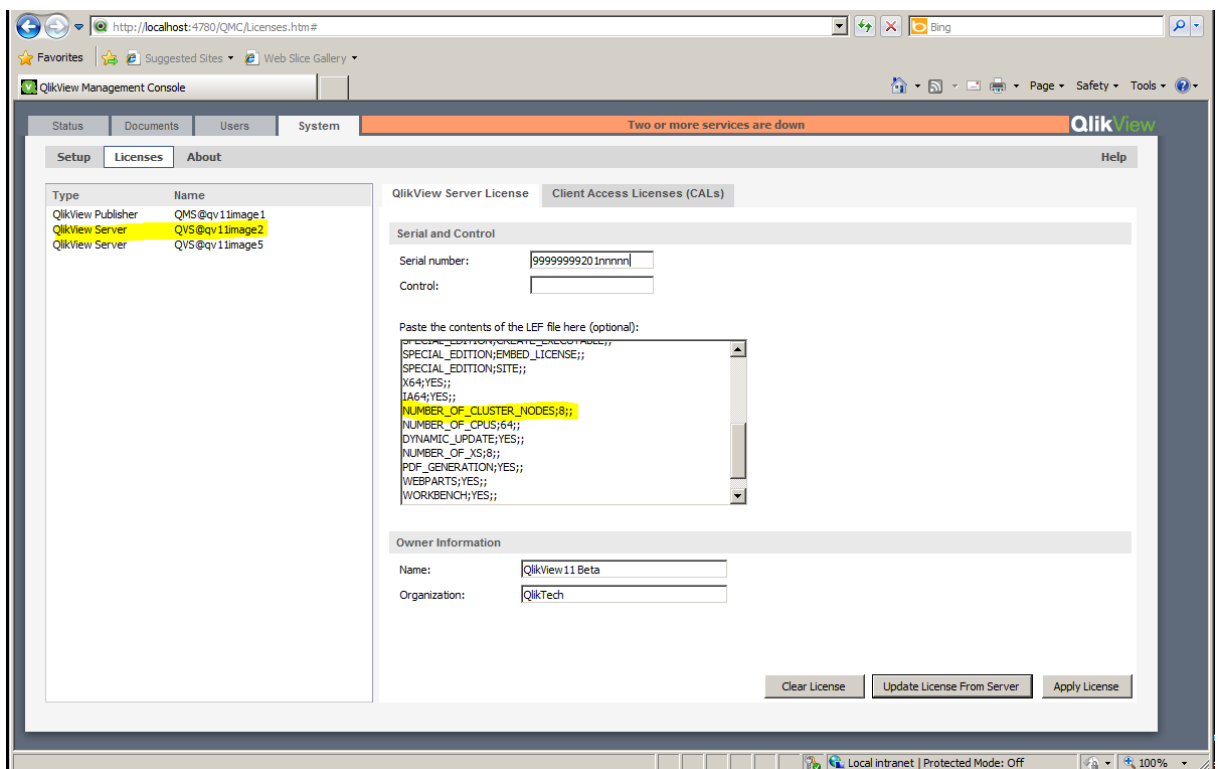 http://localhost:4780/QMC/Licenses.htm#
Bing
Favorites
Suggested Sites
Web Slice Gallery
QlikView Management Console
Page
Safety
Tools
Status
Documents
Users
System
Two or more services are down
QlikView
Setup
Licenses
About
Help
Type Name
QlikView Publisher QMS@qv11image1
QlikView Server QVS@qv11image2
QlikView Server QVS@qv11image5
QlikView Server License
Client Access Licenses (CALs)
Serial and Control
Serial number: 99999999201nnnnn
Control:
Paste the contents of the LEF file here (optional):
SPECIAL_EDITION;CREATE_EXECUTABLE;;
SPECIAL_EDITION;EMBED_LICENSE;;
SPECIAL_EDITION;SITE;;
X64;YES;;
IA64;YES;;
NUMBER_OF_CLUSTER_NODES;8;;
NUMBER_OF_CPUS;64;;
DYNAMIC_UPDATE;YES;;
NUMBER_OF_XS;8;;
PDF_GENERATION;YES;;
WEBPARTS;YES;;
WORKBENCH;YES;;
Owner Information
Name: QlikView 11 Beta
Organization: QlikTech
Clear License
Update License From Server
Apply License
Local intranet | Protected Mode: Off
100%